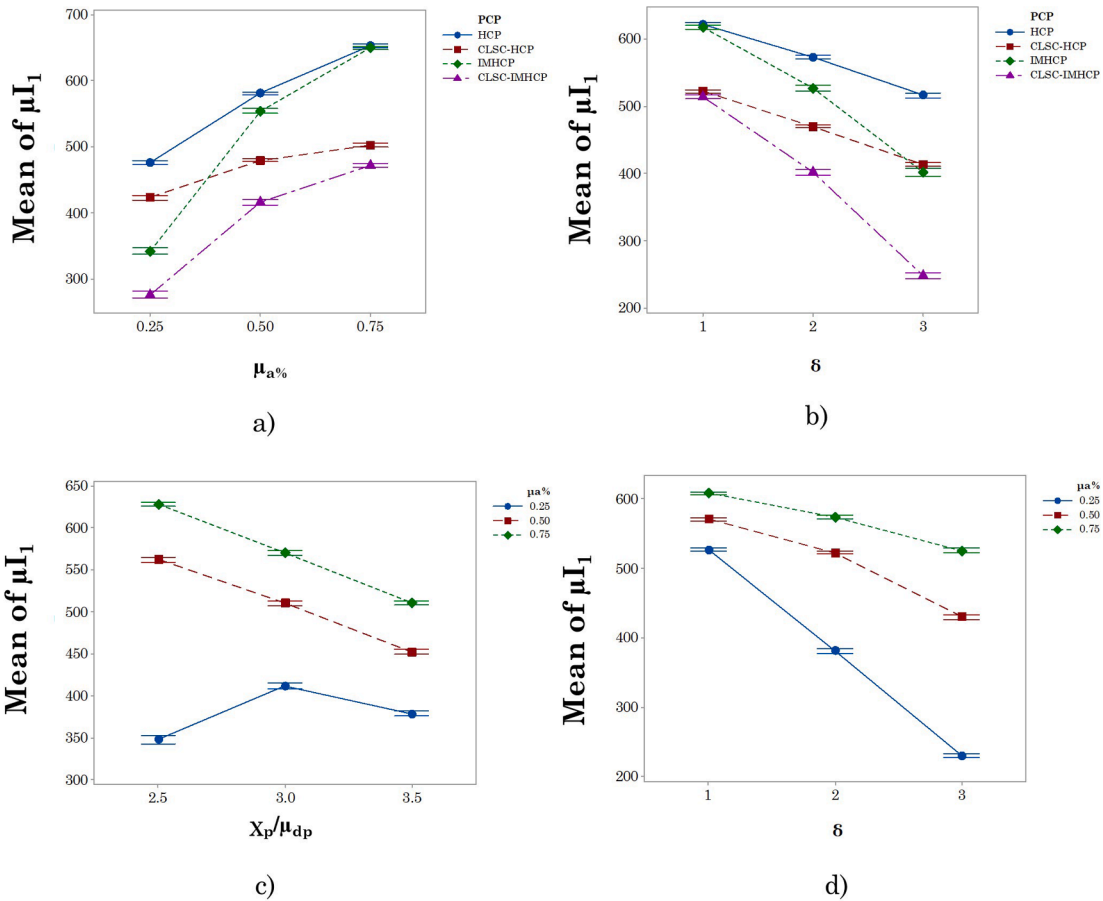 Mean of μI₁
700
600
500
400
300
0.25
0.50
0.75
μₐ%
a)
PCP
HCP
CLSC-HCP
IMHCP
CLSC-IMHCP
Mean of μI₁
600
500
400
300
200
1
2
3
δ
b)
PCP
HCP
CLSC-HCP
IMHCP
CLSC-IMHCP
Mean of μI₁
650
600
550
500
450
400
350
300
2.5
3.0
3.5
Xp/μdp
c)
μa%
0.25
0.50
0.75
Mean of μI₁
600
500
400
200
1
2
3
δ
d)
μa%
0.25
0.50
0.75